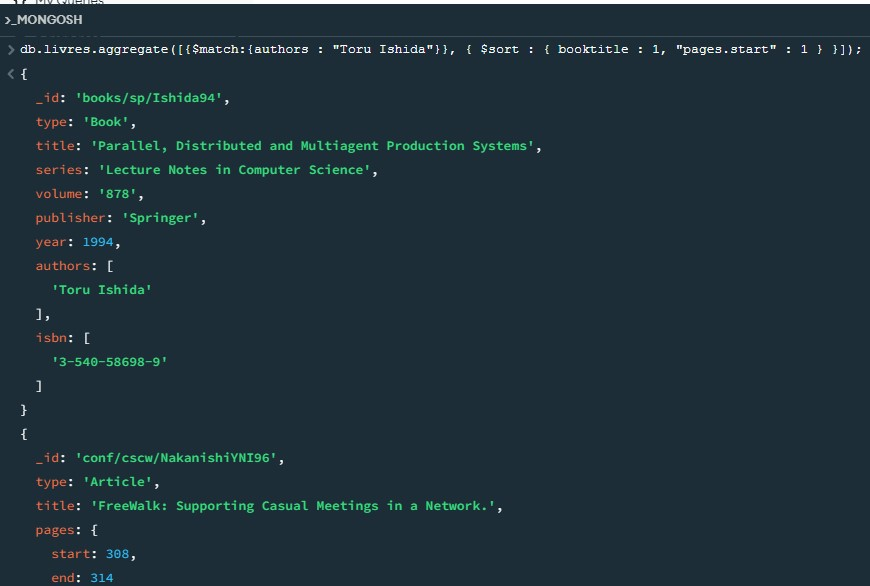 My Queries
>_MONGOSH
> db.livres.aggregate([{$match:{authors : "Toru Ishida"}}, { $sort : { booktitle : 1, "pages.start" : 1 } }]);
< {
_id: 'books/sp/Ishida94',
type: 'Book',
title: 'Parallel, Distributed and Multiagent Production Systems',
series: 'Lecture Notes in Computer Science',
volume: '878',
publisher: 'Springer',
year: 1994,
authors: [
'Toru Ishida'
],
isbn: [
'3-540-58698-9'
]
}
{
_id: 'conf/cscw/NakanishiYNI96',
type: 'Article',
title: 'FreeWalk: Supporting Casual Meetings in a Network.',
pages: {
start: 308,
end: 314